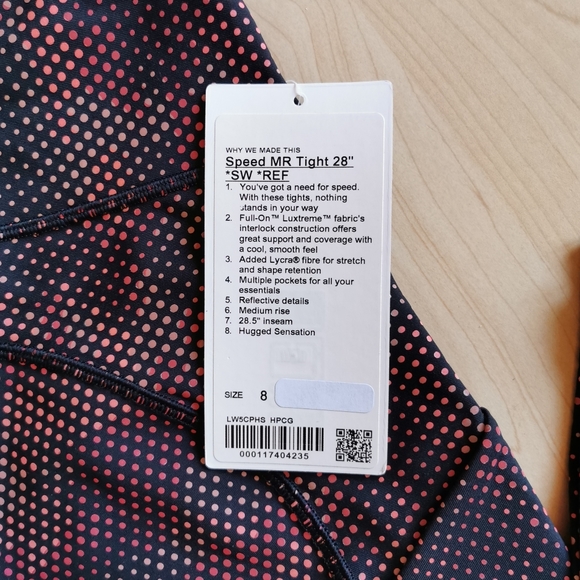 WHY WE MADE THIS
Speed MR Tight 28"
*SW *REF
1. You've got a need for speed.
With these tights, nothing
stands in your way
2. Full-On™ Luxtreme™ fabric's
interlock construction offers
great support and coverage with
a cool, smooth feel
3. Added Lycra® fibre for stretch
and shape retention
4. Multiple pockets for all your
essentials
5. Reflective details
6. Medium rise
7. 28.5" inseam
8. Hugged Sensation
SIZE 8
LW5CPHS HPCG
000117404235